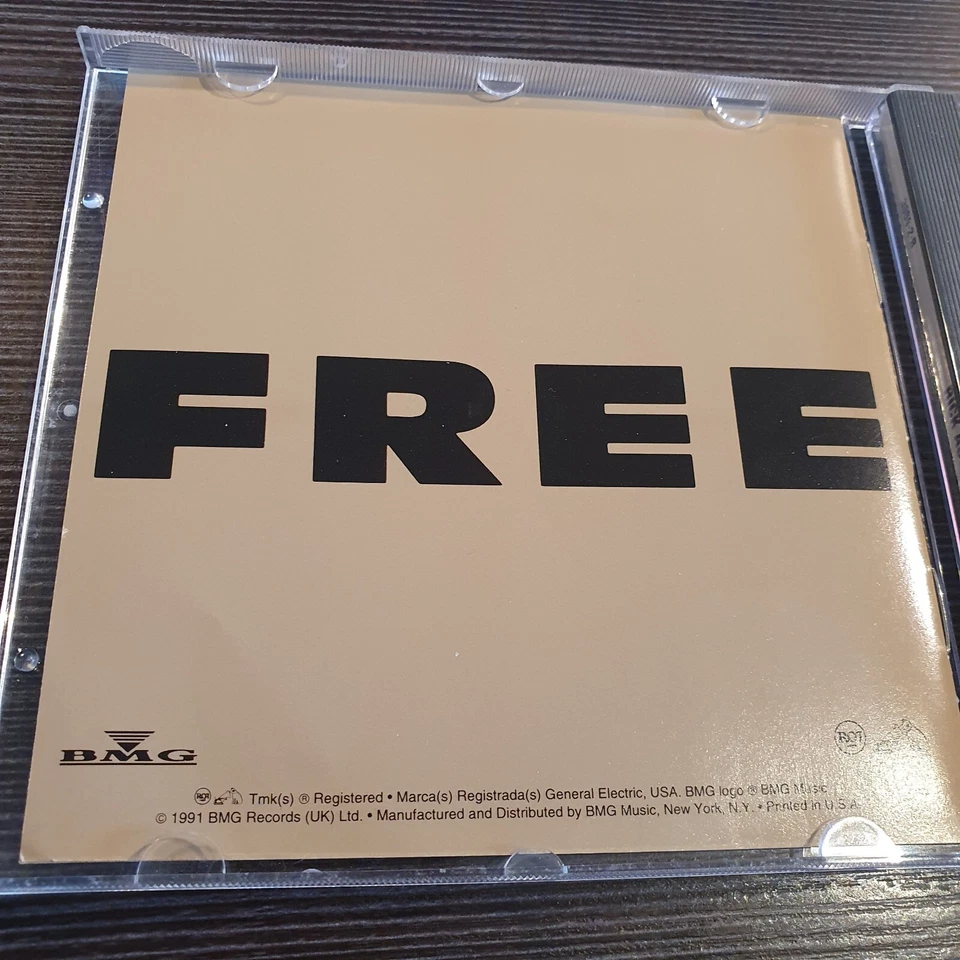 FREE
BMG
RCA
RCA Tmk(s) ® Registered • Marca(s) Registrada(s) General Electric, USA. BMG logo ® BMG Music
© 1991 BMG Records (UK) Ltd. • Manufactured and Distributed by BMG Music, New York, N.Y. • Printed in U.S.A.